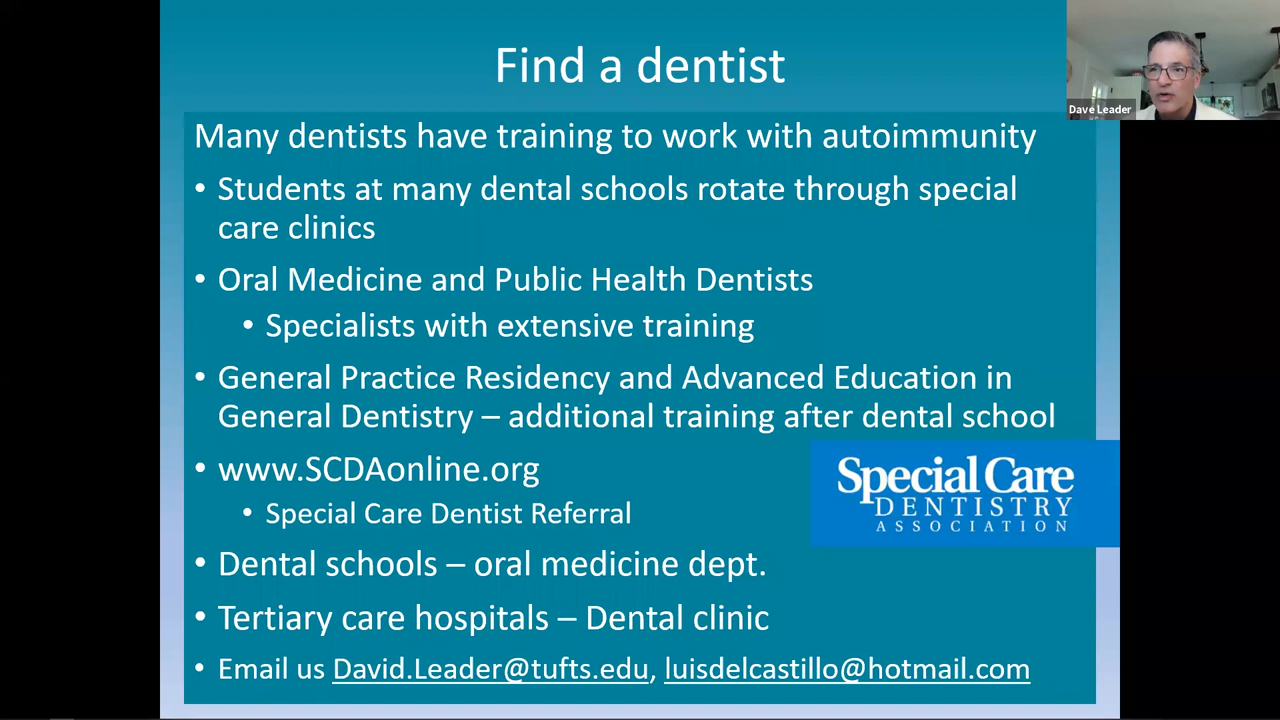 Find a dentist
Dave Leader
Many dentists have training to work with autoimmunity
• Students at many dental schools rotate through special
care clinics
• Oral Medicine and Public Health Dentists
• Specialists with extensive training
• General Practice Residency and Advanced Education in
General Dentistry – additional training after dental school
• www.SCDAonline.org
• Special Care Dentist Referral
Special Care
DENTISTRY
ASSOCIATION
• Dental schools – oral medicine dept.
• Tertiary care hospitals – Dental clinic
• Email us David.Leader@tufts.edu, luisdelcastillo@hotmail.com